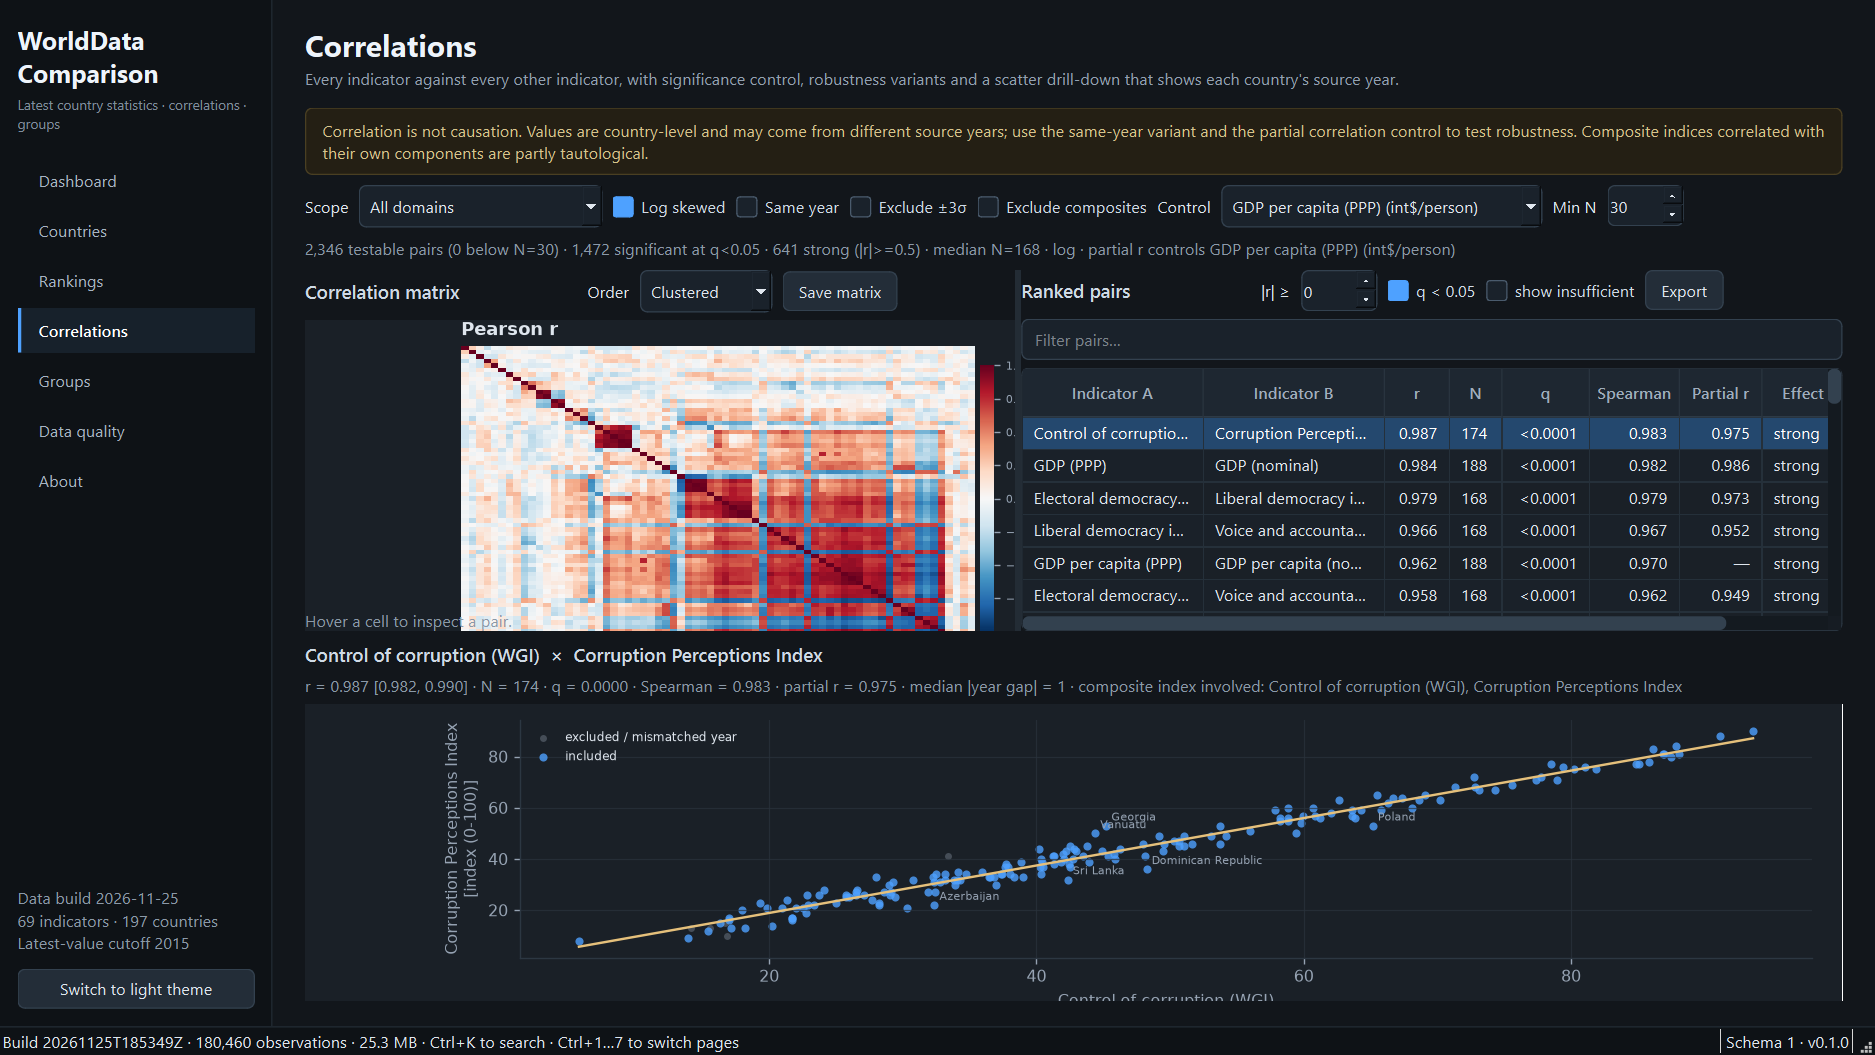 WorldData
Comparison
Latest country statistics · correlations ·
groups
Dashboard
Countries
Rankings
Correlations
Groups
Data quality
About
Data build 2026-11-25
69 indicators · 197 countries
Latest-value cutoff 2015
Switch to light theme
Correlations
Every indicator against every other indicator, with significance control, robustness variants and a scatter drill-down that shows each country's source year.
Correlation is not causation. Values are country-level and may come from different source years; use the same-year variant and the partial correlation control to test robustness. Composite indices correlated with
their own components are partly tautological.
Scope All domains Log skewed Same year Exclude ±3σ Exclude composites Control GDP per capita (PPP) (int$/person) Min N 30
2,346 testable pairs (0 below N=30) · 1,472 significant at q<0.05 · 641 strong (|r|>=0.5) · median N=168 · log · partial r controls GDP per capita (PPP) (int$/person)
Correlation matrix Order Clustered Save matrix
Pearson r
1.
0.
0.
0.
0.
Hover a cell to inspect a pair.
Ranked pairs |r| ≥ 0 q < 0.05 show insufficient Export
Filter pairs...
Indicator A Indicator B r N q Spearman Partial r Effect
Control of corruptio... Corruption Percepti... 0.987 174 <0.0001 0.983 0.975 strong
GDP (PPP) GDP (nominal) 0.984 188 <0.0001 0.982 0.986 strong
Electoral democracy... Liberal democracy i... 0.979 168 <0.0001 0.979 0.973 strong
Liberal democracy i... Voice and accounta... 0.966 168 <0.0001 0.967 0.952 strong
GDP per capita (PPP) GDP per capita (no... 0.962 188 <0.0001 0.970 — strong
Electoral democracy... Voice and accounta... 0.958 168 <0.0001 0.962 0.949 strong
Control of corruption (WGI) × Corruption Perceptions Index
r = 0.987 [0.982, 0.990] · N = 174 · q = 0.0000 · Spearman = 0.983 · partial r = 0.975 · median |year gap| = 1 · composite index involved: Control of corruption (WGI), Corruption Perceptions Index
Corruption Perceptions Index
[index (0-100)]
excluded / mismatched year
included
80
60
40
20
Georgia
Vanuatu
Poland
Dominican Republic
Sri Lanka
Azerbaijan
20 40 60 80
Control of corruption (WGI)
Build 20261125T185349Z · 180,460 observations · 25.3 MB · Ctrl+K to search · Ctrl+1…7 to switch pages
Schema 1 · v0.1.0